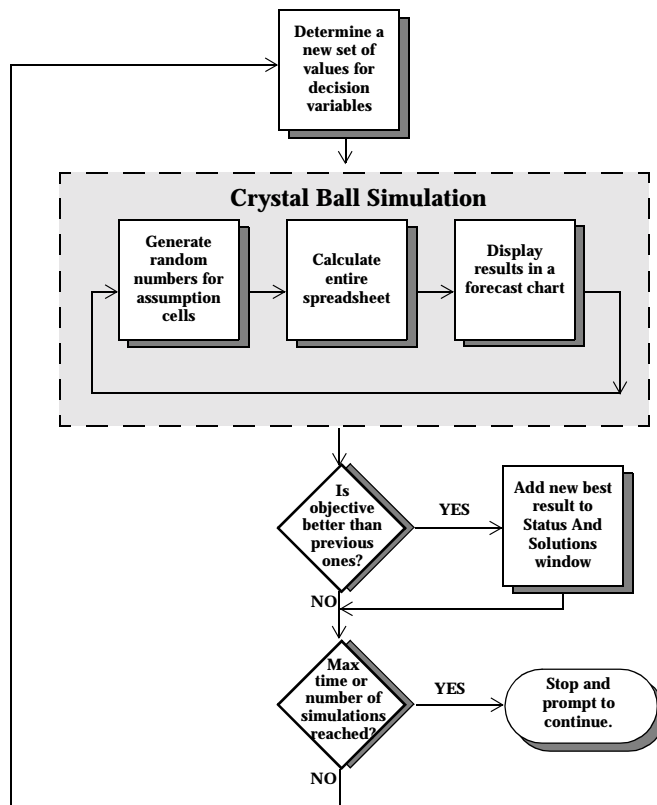 Determine a
new set of
values for
decision
variables
Crystal Ball Simulation
Generate
random
numbers for
assumption
cells
Calculate
entire
spreadsheet
Display
results in a
forecast chart
Is
objective
better than
previous
ones?
YES
Add new best
result to
Status And
Solutions
window
NO
Max
time or
number of
simulations
reached?
YES
Stop and
prompt to
continue.
NO